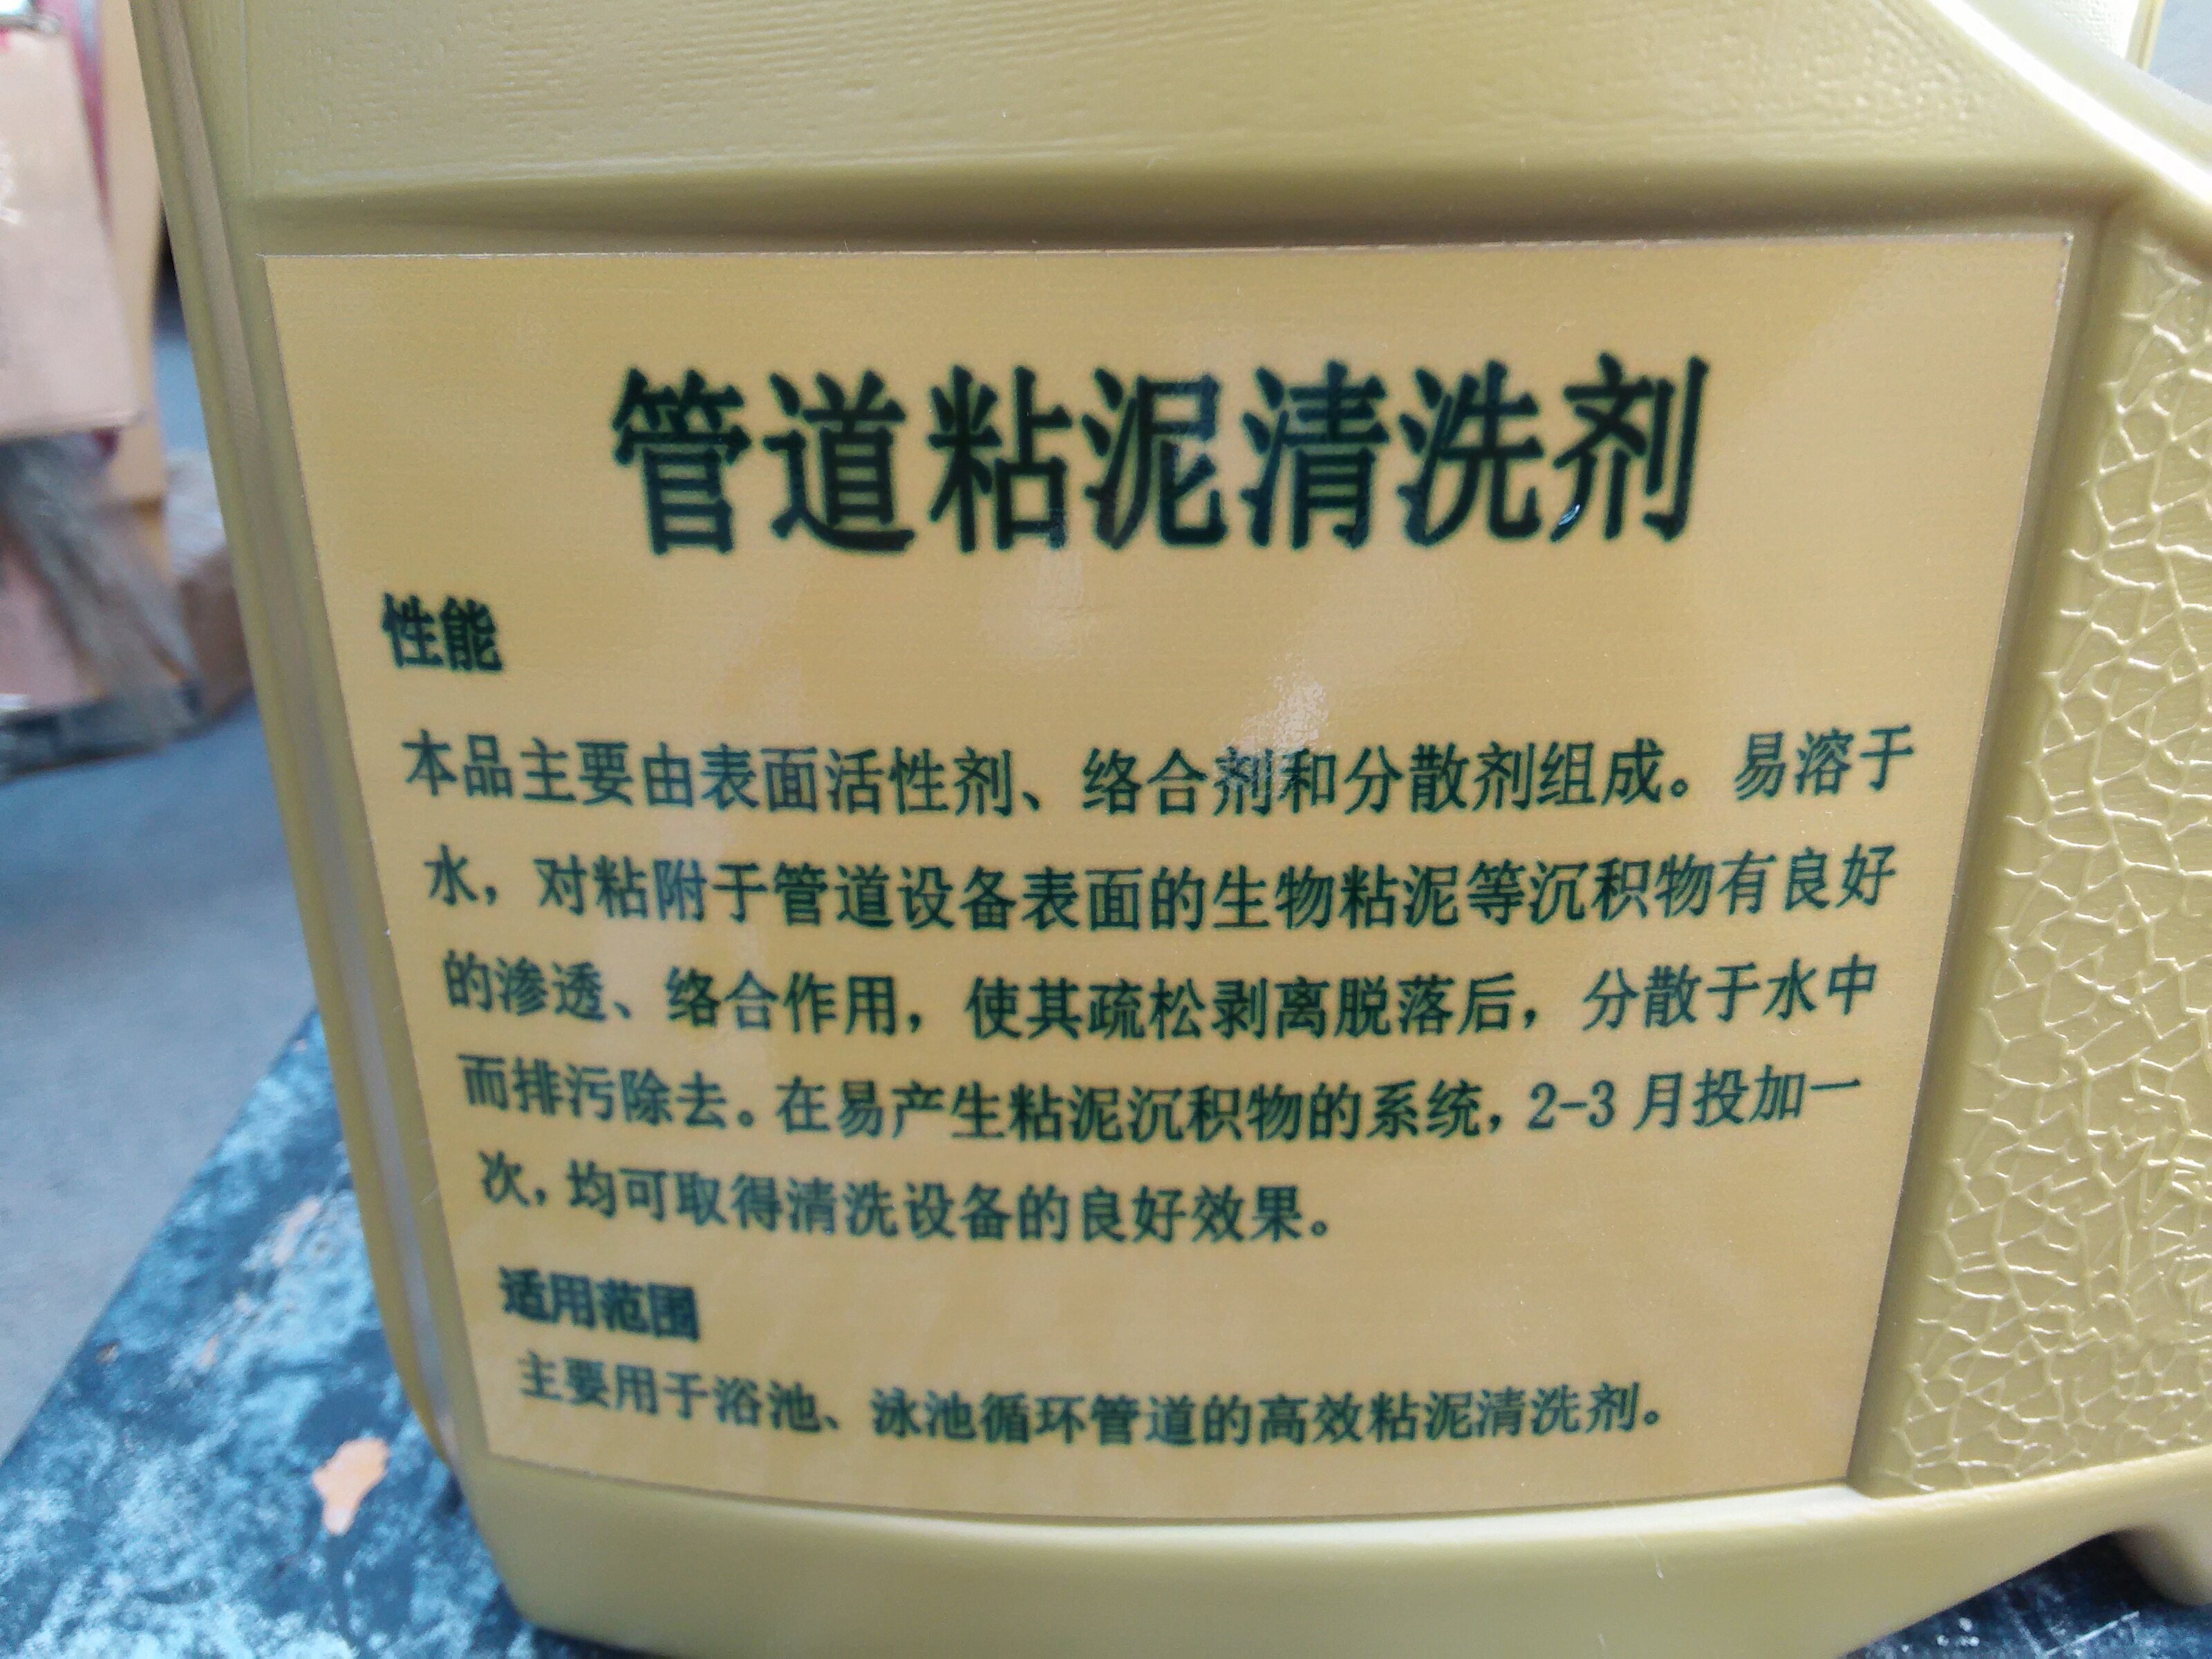 管道粘泥清洗剂
性能
本品主要由表面活性剂、络合剂和分散剂组成。易溶于
水，对粘附于管道设备表面的生物粘泥等沉积物有良好
的渗透、络合作用，使其疏松剥离脱落后，分散于水中
而排污除去。在易产生粘泥沉积物的系统，2-3月投加一
次，均可取得清洗设备的良好效果。
适用范围
主要用于浴池、泳池循环管道的高效粘泥清洗剂。